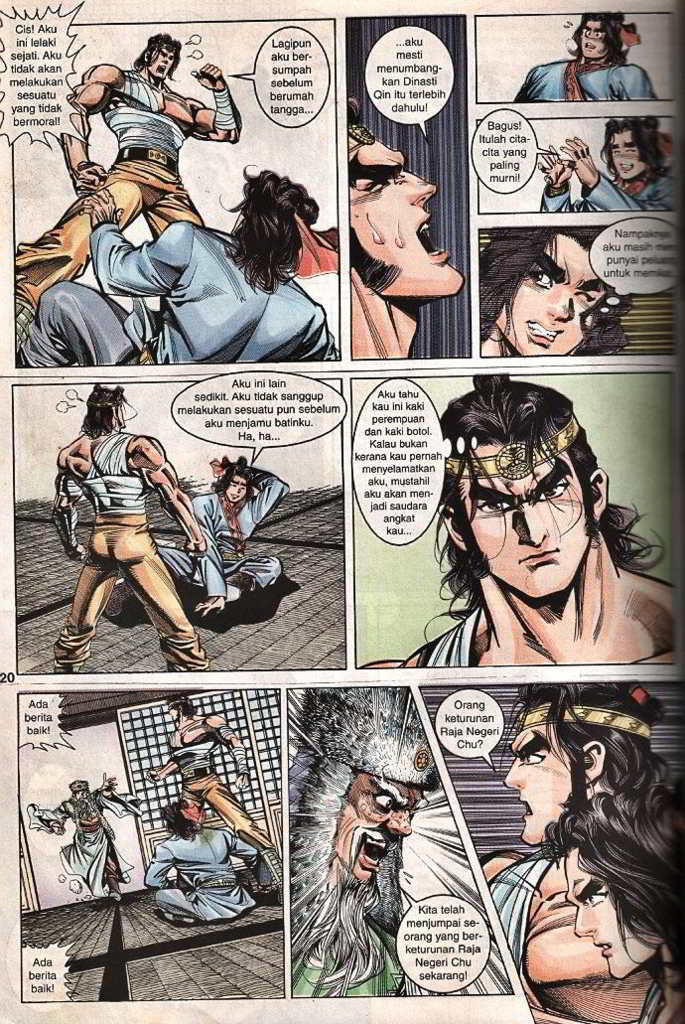 Cis! Aku
ini lelaki
sejati. Aku
tidak akan
melakukan
sesuatu
yang tidak
bermoral!
Lagipun
aku ber-
sumpah
sebelum
berumah
tangga...
...aku
mesti
menumbang-
kan Dinasti
Qin itu terlebih
dahulu!
Bagus!
Itulah cita-
cita yang
paling
murni!
Nampaknya
aku masih
punyai
untuk
Aku ini lain
sedikit. Aku tidak sanggup
melakukan sesuatu pun sebelum
aku menjamu batinku.
Ha, ha...
Aku tahu
kau ini kaki
perempuan
dan kaki botol.
Kalau bukan
kerana kau pernah
menyelamatkan
aku, mustahil
aku akan men-
jadi saudara
angkat
kau...
20
Ada
berita
baik!
Ada
berita
baik!
Kita telah
menjumpai se-
orang yang ber-
keturunan Raja
Negeri Chu
sekarang!
Orang
keturunan
Raja Negeri
Chu?